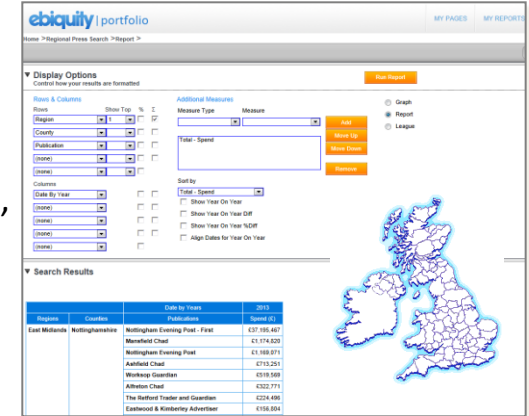 ebiquity | portfolio
MY PAGES MY REPORTS
Home >Regional Press Search >Report >
Display Options
Control how your results are formatted
Run Report
Rows & Columns
Rows Show Top % Σ
Region 1
County
Publication
(none)
(none)
Columns
Date By Year
(none)
(none)
(none)
(none)
Additional Measures
Measure Type Measure
Add
Total - Spend
Move Up
Move Down
Remove
Sort by
Total - Spend
Show Year On Year
Show Year On Year Diff
Show Year On Year %Diff
Align Dates for Year On Year
Graph
Report
League
,
Search Results
Date by Years 2013
Regions Counties Publications Spend (£)
East Midlands Nottinghamshire Nottingham Evening Post - First £37,195,467
Mansfield Chad £1,174,820
Nottingham Evening Post £1,169,071
Ashfield Chad £713,251
Worksop Guardian £519,569
Alfreton Chad £322,771
The Retford Trader and Guardian £224,496
Eastwood & Kimberley Advertiser £156,804